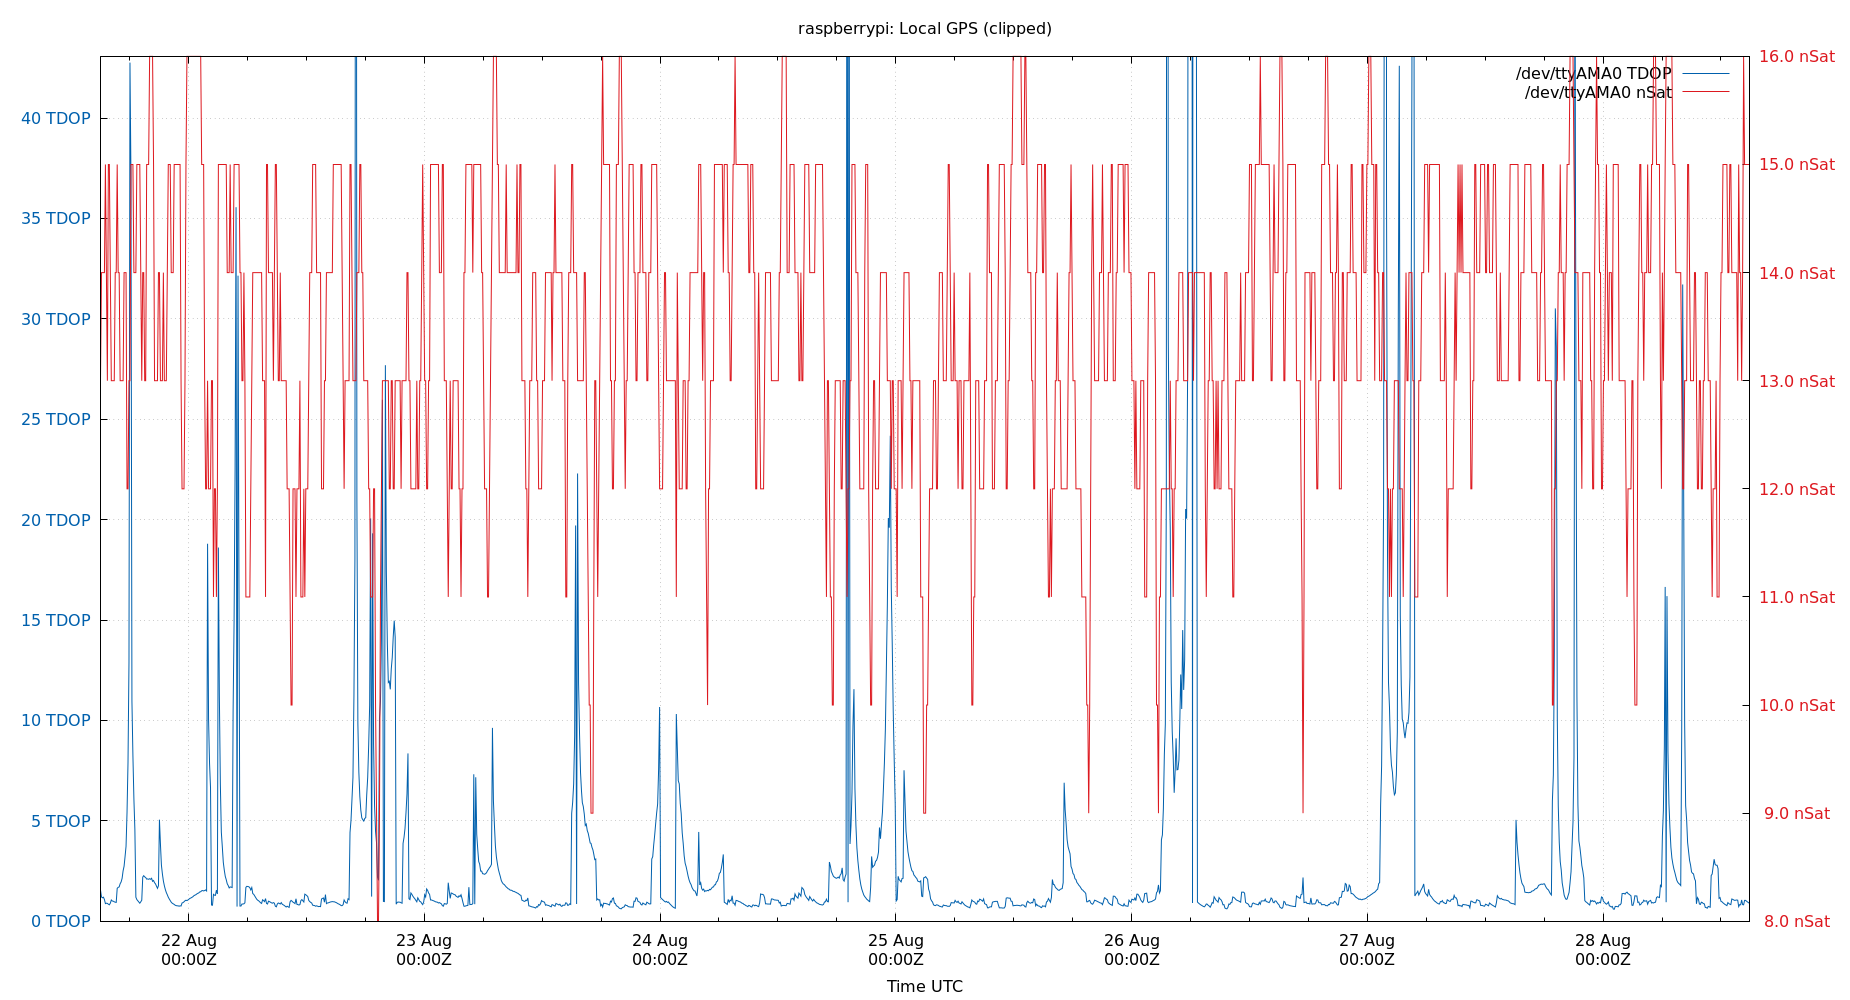 raspberrypi: Local GPS (clipped)
/dev/ttyAMA0 TDOP
/dev/ttyAMA0 nSat
40 TDOP
35 TDOP
30 TDOP
25 TDOP
20 TDOP
15 TDOP
10 TDOP
5 TDOP
0 TDOP
16.0 nSat
15.0 nSat
14.0 nSat
13.0 nSat
12.0 nSat
11.0 nSat
10.0 nSat
9.0 nSat
8.0 nSat
22 Aug
00:00Z
23 Aug
00:00Z
24 Aug
00:00Z
25 Aug
00:00Z
26 Aug
00:00Z
27 Aug
00:00Z
28 Aug
00:00Z
Time UTC